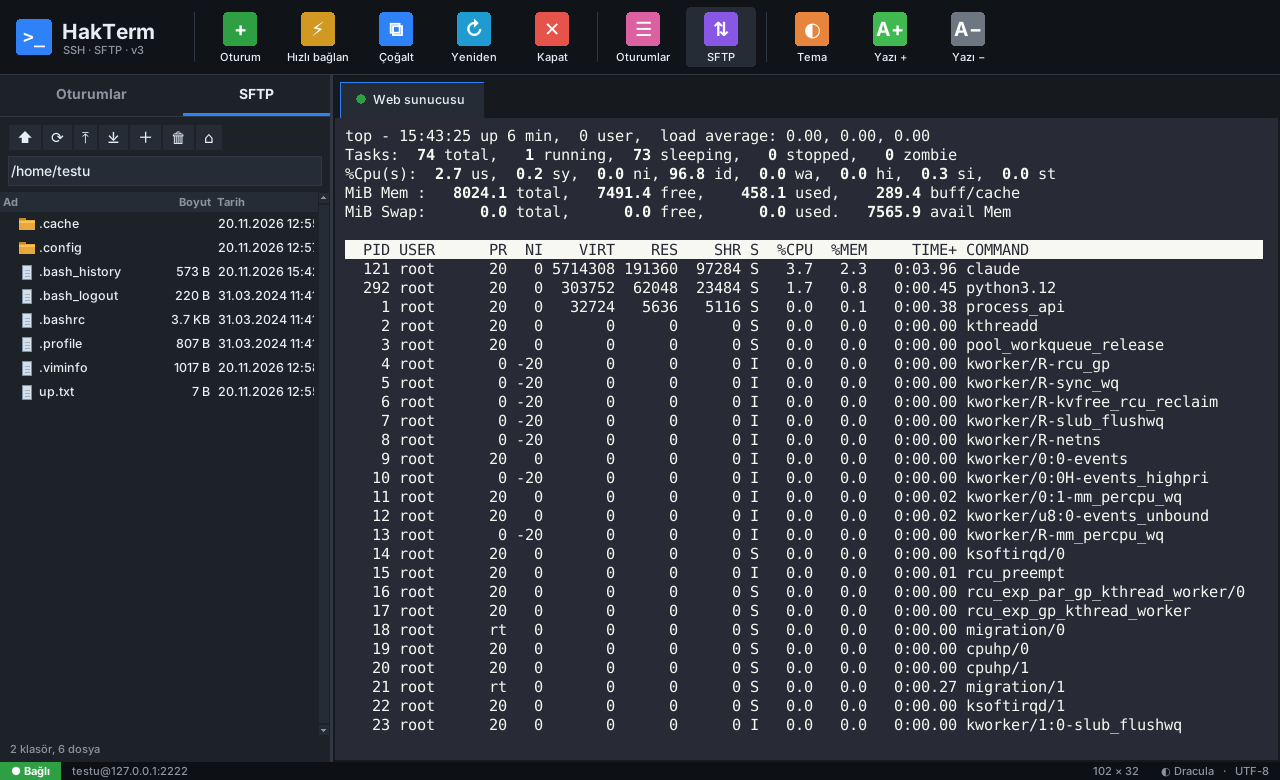 >_ HakTerm
SSH · SFTP · v3
+ Oturum
Hızlı bağlan
Çoğalt
Yeniden
Kapat
Oturumlar
SFTP
Tema
A+ Yazı +
A− Yazı −
Oturumlar SFTP
/home/testu
Ad Boyut Tarih
.cache 20.11.2026 12:5
.config 20.11.2026 12:5
.bash_history 573 B 20.11.2026 15:4
.bash_logout 220 B 31.03.2024 11:4
.bashrc 3.7 KB 31.03.2024 11:4
.profile 807 B 31.03.2024 11:4
.viminfo 1017 B 20.11.2026 12:5
up.txt 7 B 20.11.2026 12:5
2 klasör, 6 dosya
Web sunucusu
top - 15:43:25 up 6 min,  0 user,  load average: 0.00, 0.00, 0.00
Tasks:  74 total,   1 running,  73 sleeping,   0 stopped,   0 zombie
%Cpu(s):  2.7 us,  0.2 sy,  0.0 ni, 96.8 id,  0.0 wa,  0.0 hi,  0.3 si,  0.0 st
MiB Mem :   8024.1 total,   7491.4 free,    458.1 used,    289.4 buff/cache
MiB Swap:      0.0 total,      0.0 free,      0.0 used.   7565.9 avail Mem
PID USER      PR  NI    VIRT    RES    SHR S  %CPU  %MEM     TIME+ COMMAND
121 root      20   0 5714308 191360  97284 S   3.7   2.3   0:03.96 claude
292 root      20   0  303752  62048  23484 S   1.7   0.8   0:00.45 python3.12
1 root      20   0   32724   5636   5116 S   0.0   0.1   0:00.38 process_api
2 root      20   0       0      0      0 S   0.0   0.0   0:00.00 kthreadd
3 root      20   0       0      0      0 S   0.0   0.0   0:00.00 pool_workqueue_release
4 root       0 -20       0      0      0 I   0.0   0.0   0:00.00 kworker/R-rcu_gp
5 root       0 -20       0      0      0 I   0.0   0.0   0:00.00 kworker/R-sync_wq
6 root       0 -20       0      0      0 I   0.0   0.0   0:00.00 kworker/R-kvfree_rcu_reclaim
7 root       0 -20       0      0      0 I   0.0   0.0   0:00.00 kworker/R-slub_flushwq
8 root       0 -20       0      0      0 I   0.0   0.0   0:00.00 kworker/R-netns
9 root      20   0       0      0      0 I   0.0   0.0   0:00.00 kworker/0:0-events
10 root       0 -20       0      0      0 I   0.0   0.0   0:00.00 kworker/0:0H-events_highpri
11 root      20   0       0      0      0 I   0.0   0.0   0:00.02 kworker/0:1-mm_percpu_wq
12 root      20   0       0      0      0 I   0.0   0.0   0:00.02 kworker/u8:0-events_unbound
13 root       0 -20       0      0      0 I   0.0   0.0   0:00.00 kworker/R-mm_percpu_wq
14 root      20   0       0      0      0 S   0.0   0.0   0:00.00 ksoftirqd/0
15 root      20   0       0      0      0 I   0.0   0.0   0:00.01 rcu_preempt
16 root      20   0       0      0      0 S   0.0   0.0   0:00.00 rcu_exp_par_gp_kthread_worker/0
17 root      20   0       0      0      0 S   0.0   0.0   0:00.00 rcu_exp_gp_kthread_worker
18 root      rt   0       0      0      0 S   0.0   0.0   0:00.00 migration/0
19 root      20   0       0      0      0 S   0.0   0.0   0:00.00 cpuhp/0
20 root      20   0       0      0      0 S   0.0   0.0   0:00.00 cpuhp/1
21 root      rt   0       0      0      0 S   0.0   0.0   0:00.27 migration/1
22 root      20   0       0      0      0 S   0.0   0.0   0:00.00 ksoftirqd/1
23 root      20   0       0      0      0 I   0.0   0.0   0:00.00 kworker/1:0-slub_flushwq
Bağlı testu@127.0.0.1:2222 102 × 32 Dracula · UTF-8